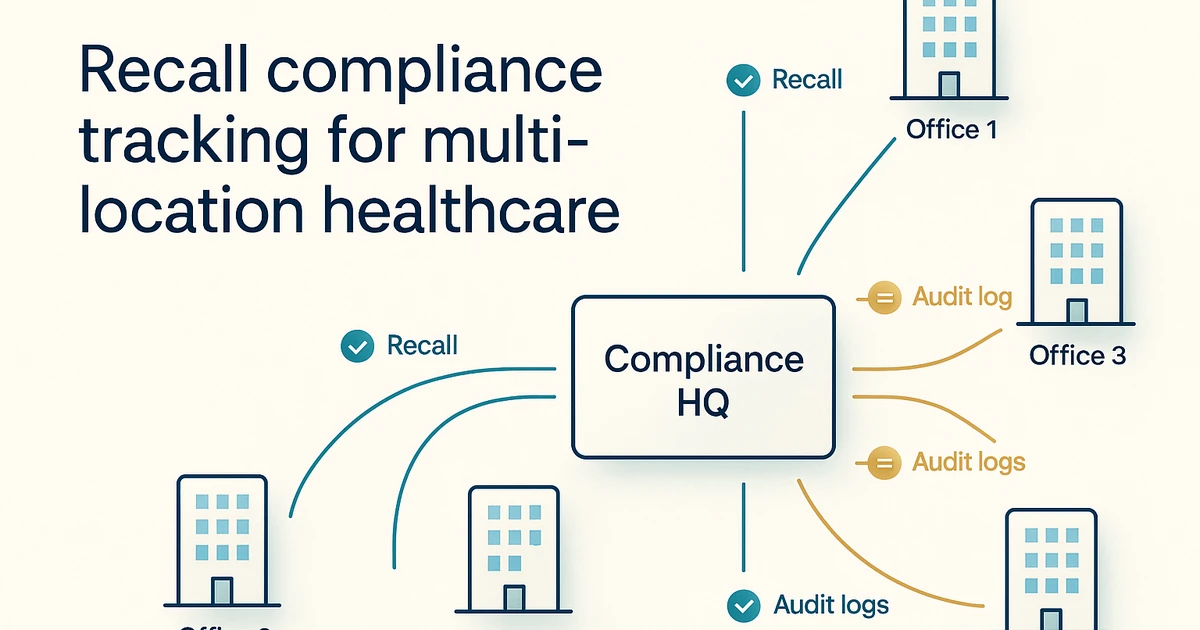 Recall compliance
tracking for multi-
location healthcare
Recall
Office 1
Audit log
Office 3
Recall
Compliance
HQ
Audit logs
Audit logs
Office